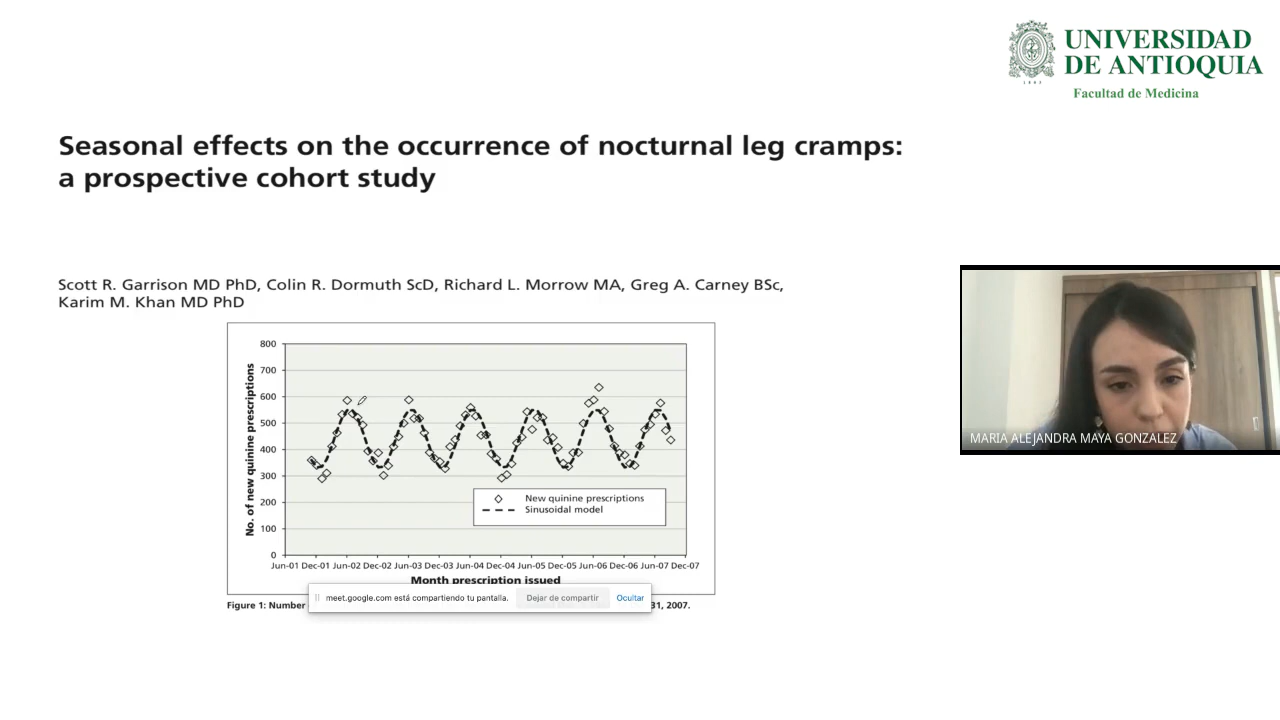 UNIVERSIDAD
DE ANTIOQUIA
1803
Facultad de Medicina
Seasonal effects on the occurrence of nocturnal leg cramps:
a prospective cohort study
Scott R. Garrison MD PhD, Colin R. Dormuth ScD, Richard L. Morrow MA, Greg A. Carney BSc,
Karim M. Khan MD PhD
MARIA ALEJANDRA MAYA GONZALEZ
No. of new quinine prescriptions
800
700
600
500
400
300
200
100
0
New quinine prescriptions
Sinusoidal model
Jun-01 Dec-01 Jun-02 Dec-02 Jun-03 Dec-03 Jun-04 Dec-04 Jun-05 Dec-05 Jun-06 Dec-06 Jun-07 Dec-07
Month prescription issued
meet.google.com está compartiendo tu pantalla. Dejar de compartir Ocultar
Figure 1: Number 31, 2007.